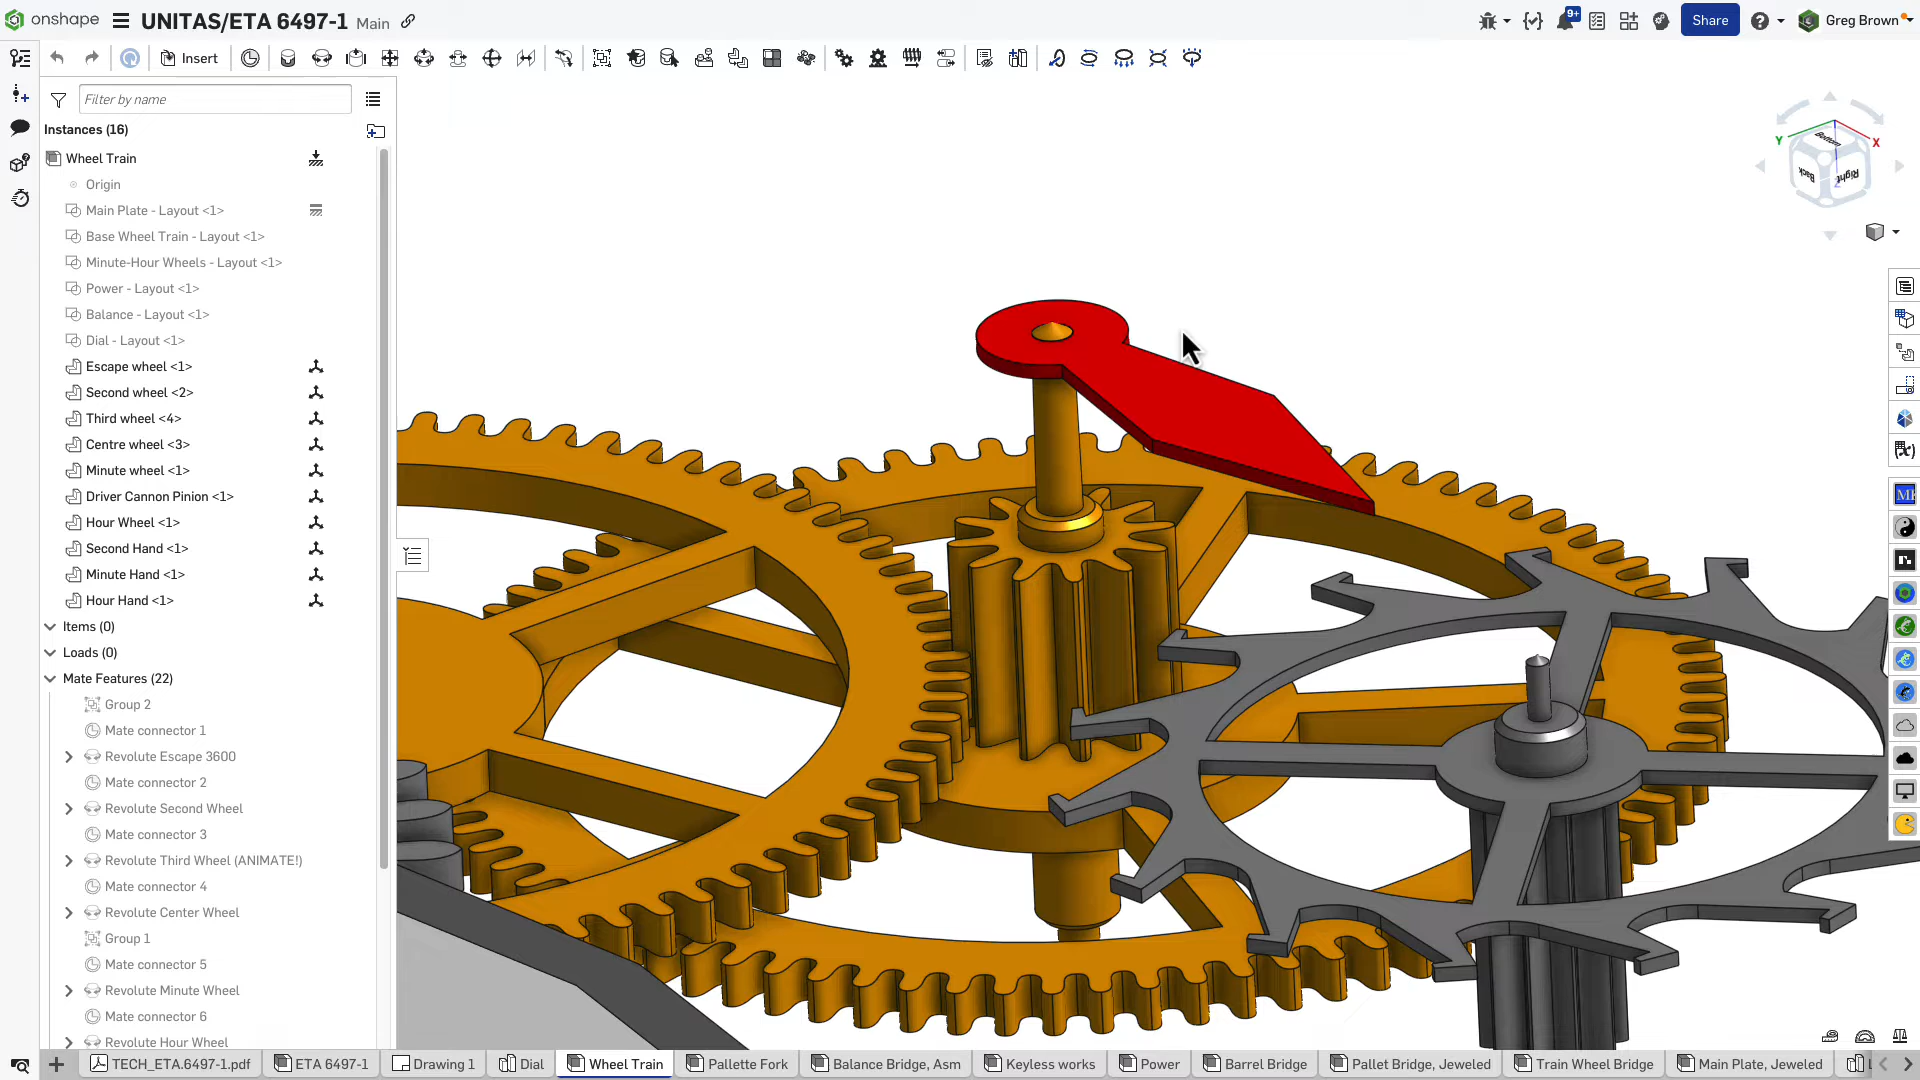 onshape
UNITAS/ETA 6497-1 Main
9+
Share
Greg Brown
Insert
Filter by name
Instances (16)
Wheel Train
Origin
Main Plate - Layout <1>
Base Wheel Train - Layout <1>
Minute-Hour Wheels - Layout <1>
Power - Layout <1>
Balance - Layout <1>
Dial - Layout <1>
Escape wheel <1>
Second wheel <2>
Third wheel <4>
Centre wheel <3>
Minute wheel <1>
Driver Cannon Pinion <1>
Hour Wheel <1>
Second Hand <1>
Minute Hand <1>
Hour Hand <1>
Items (0)
Loads (0)
Mate Features (22)
Group 2
Mate connector 1
Revolute Escape 3600
Mate connector 2
Revolute Second Wheel
Mate connector 3
Revolute Third Wheel (ANIMATE!)
Mate connector 4
Revolute Center Wheel
Group 1
Mate connector 5
Revolute Minute Wheel
Mate connector 6
Revolute Hour Wheel
Y
X
Z
Bottom
Back
Right
(x)
TECH_ETA.6497-1.pdf
ETA 6497-1
Drawing 1
Dial
Wheel Train
Pallette Fork
Balance Bridge, Asm
Keyless works
Power
Barrel Bridge
Pallet Bridge, Jeweled
Train Wheel Bridge
Main Plate, Jeweled